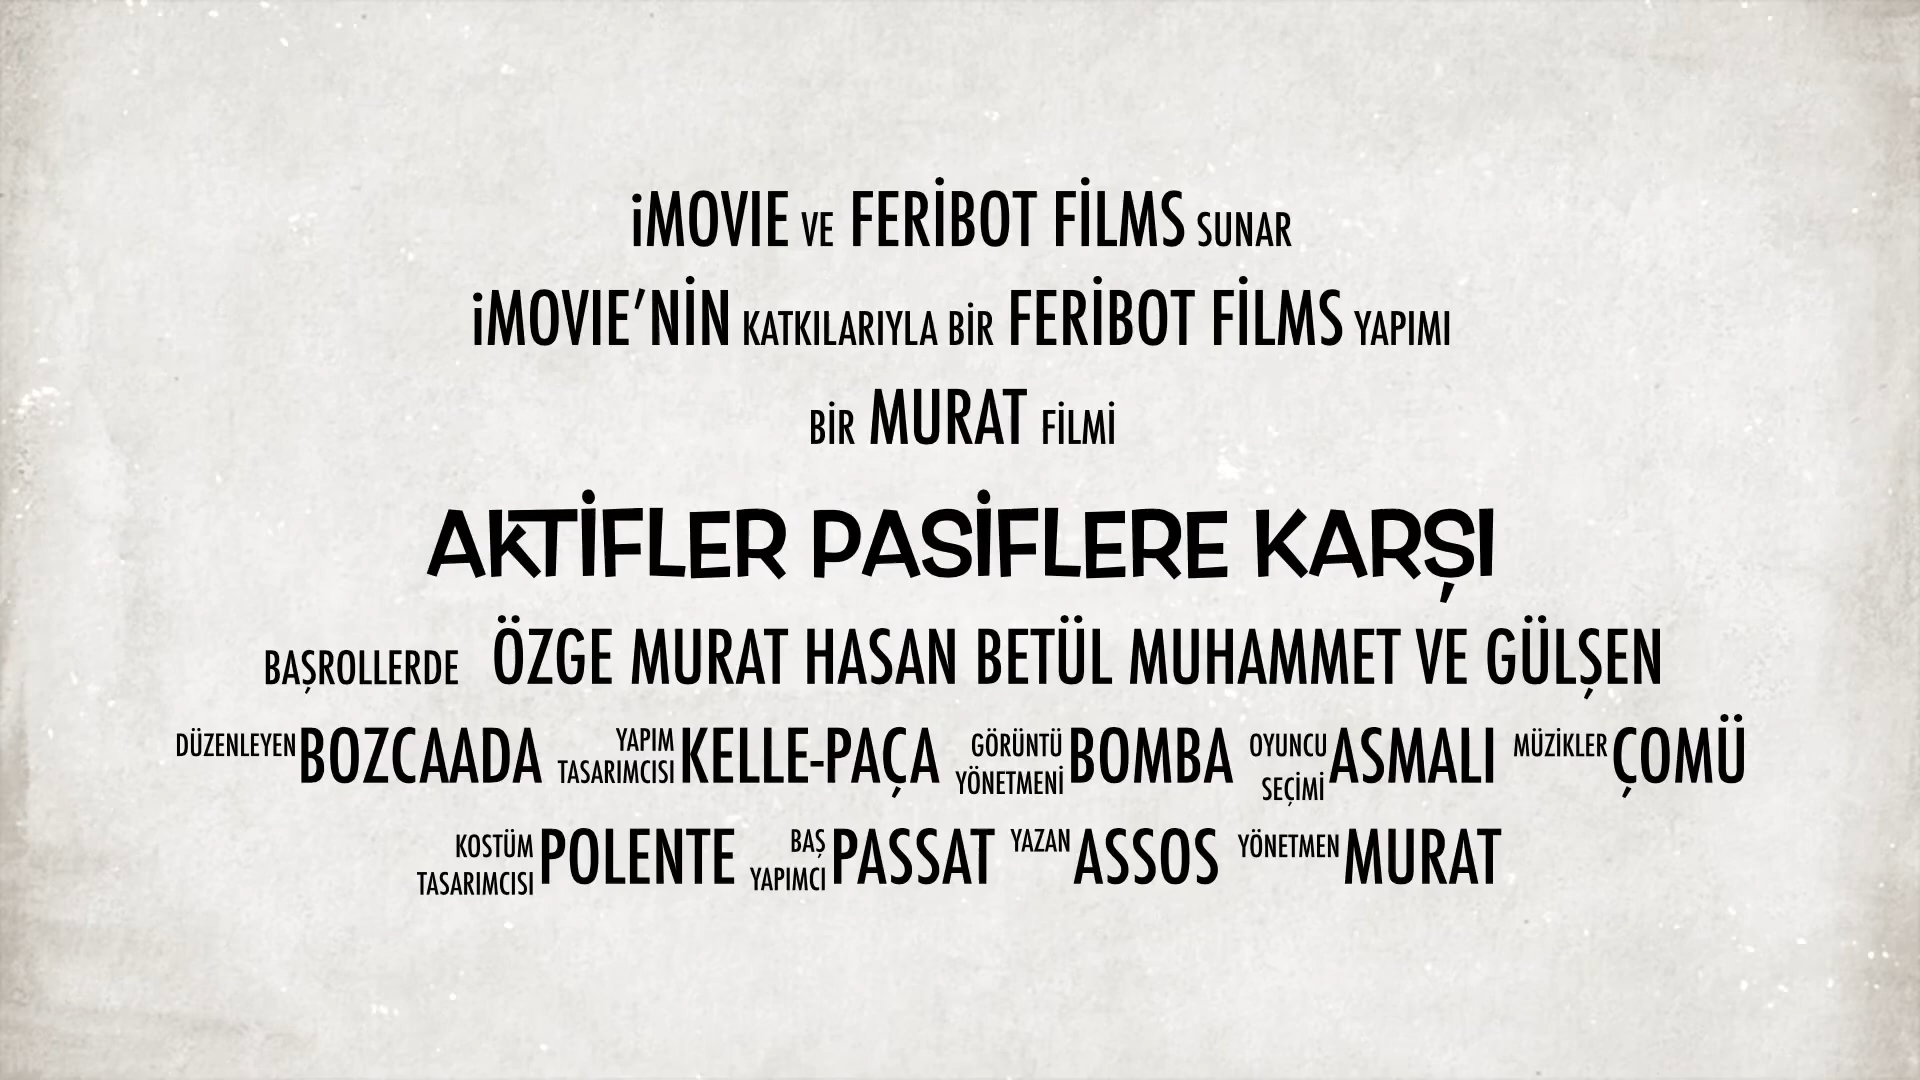 iMOVIE VE FERİBOT FİLMS SUNAR
iMOVIE’NİN KATKILARIYLA BİR FERİBOT FİLMS YAPIMI
BİR MURAT FİLMİ
AKTİFLER PASİFLERE KARŞI
BAŞROLLERDE ÖZGE MURAT HASAN BETÜL MUHAMMET VE GÜLŞEN
DÜZENLEYEN BOZCAADA YAPIM TASARIMCISI KELLE-PAÇA GÖRÜNTÜ YÖNETMENİ BOMBA OYUNCU SEÇİMİ ASMALI MÜZİKLER ÇOMÜ
KOSTÜM TASARIMCISI POLENTE BAŞ YAPIMCI PASSAT YAZAN ASSOS YÖNETMEN MURAT